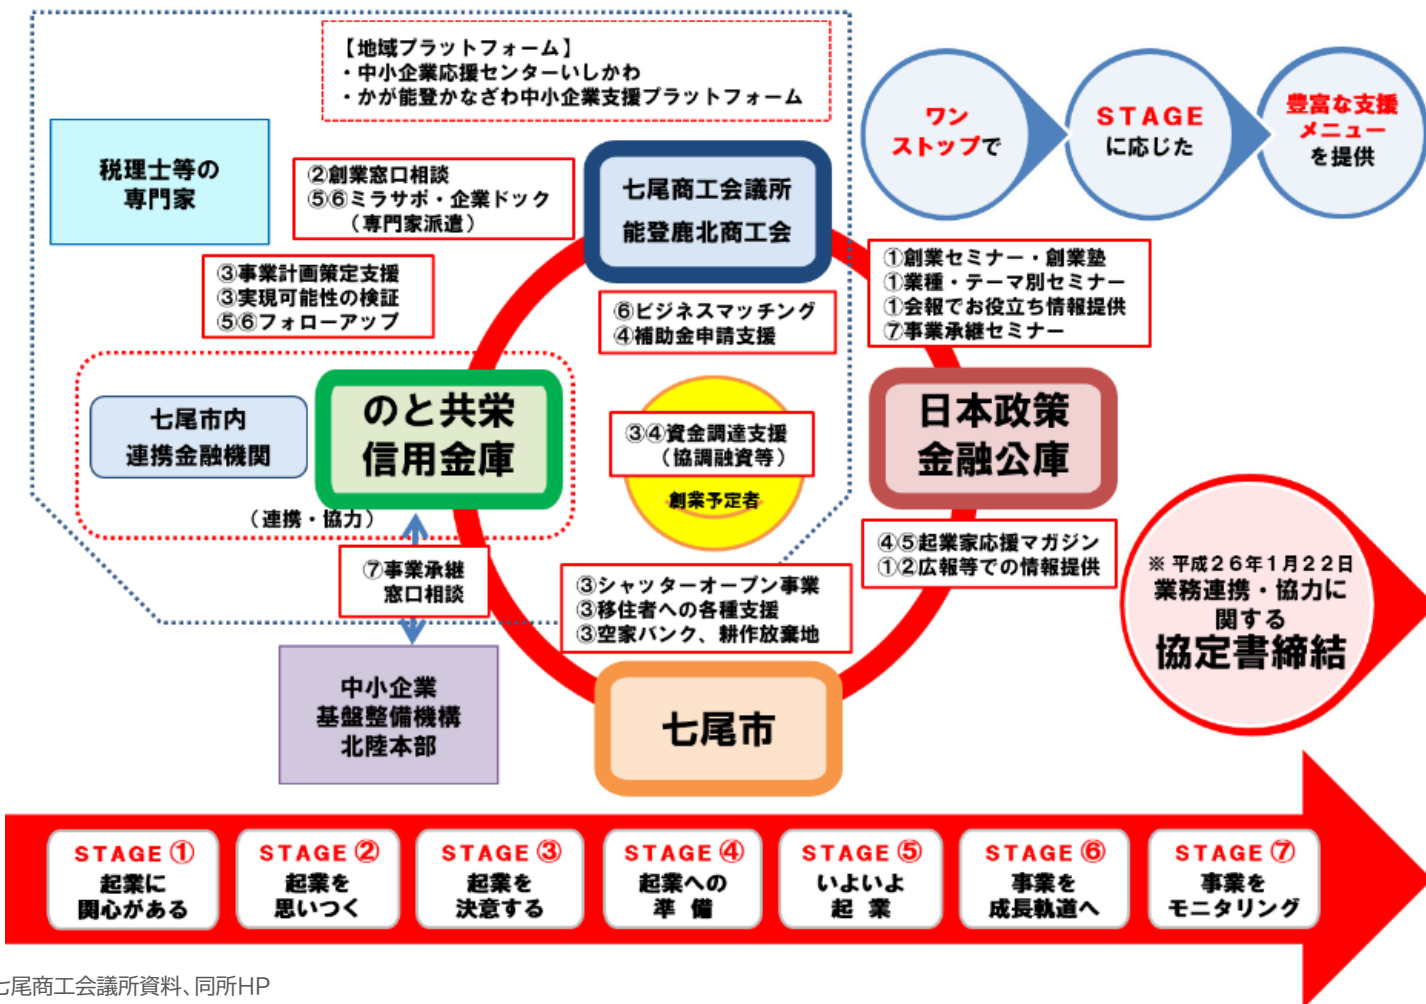 【地域プラットフォーム】
・中小企業応援センターいしかわ
・かが能登かなざわ中小企業支援プラットフォーム
ワン
ストップで
STAGE
に応じた
豊富な支援
メニュー
を提供
税理士等の
専門家
②創業窓口相談
⑤⑥ミラサポ・企業ドック
（専門家派遣）
七尾商工会議所
能登鹿北商工会
③事業計画策定支援
③実現可能性の検証
⑤⑥フォローアップ
⑥ビジネスマッチング
④補助金申請支援
①創業セミナー・創業塾
①業種・テーマ別セミナー
①会報でお役立ち情報提供
⑦事業承継セミナー
七尾市内
連携金融機関
のと共栄
信用金庫
（連携・協力）
③④資金調達支援
（協調融資等）
創業予定者
日本政策
金融公庫
④⑤起業家応援マガジン
①②広報等での情報提供
⑦事業承継
窓口相談
③シャッターオープン事業
③移住者への各種支援
③空家バンク、耕作放棄地
※平成２６年１月２２日
業務連携・協力に
関する
協定書締結
中小企業
基盤整備機構
北陸本部
七尾市
STAGE①
起業に
関心がある
STAGE②
起業を
思いつく
STAGE③
起業を
決意する
STAGE④
起業への
準　備
STAGE⑤
いよいよ
起　業
STAGE⑥
事業を
成長軌道へ
STAGE⑦
事業を
モニタリング
七尾商工会議所資料、同所HP